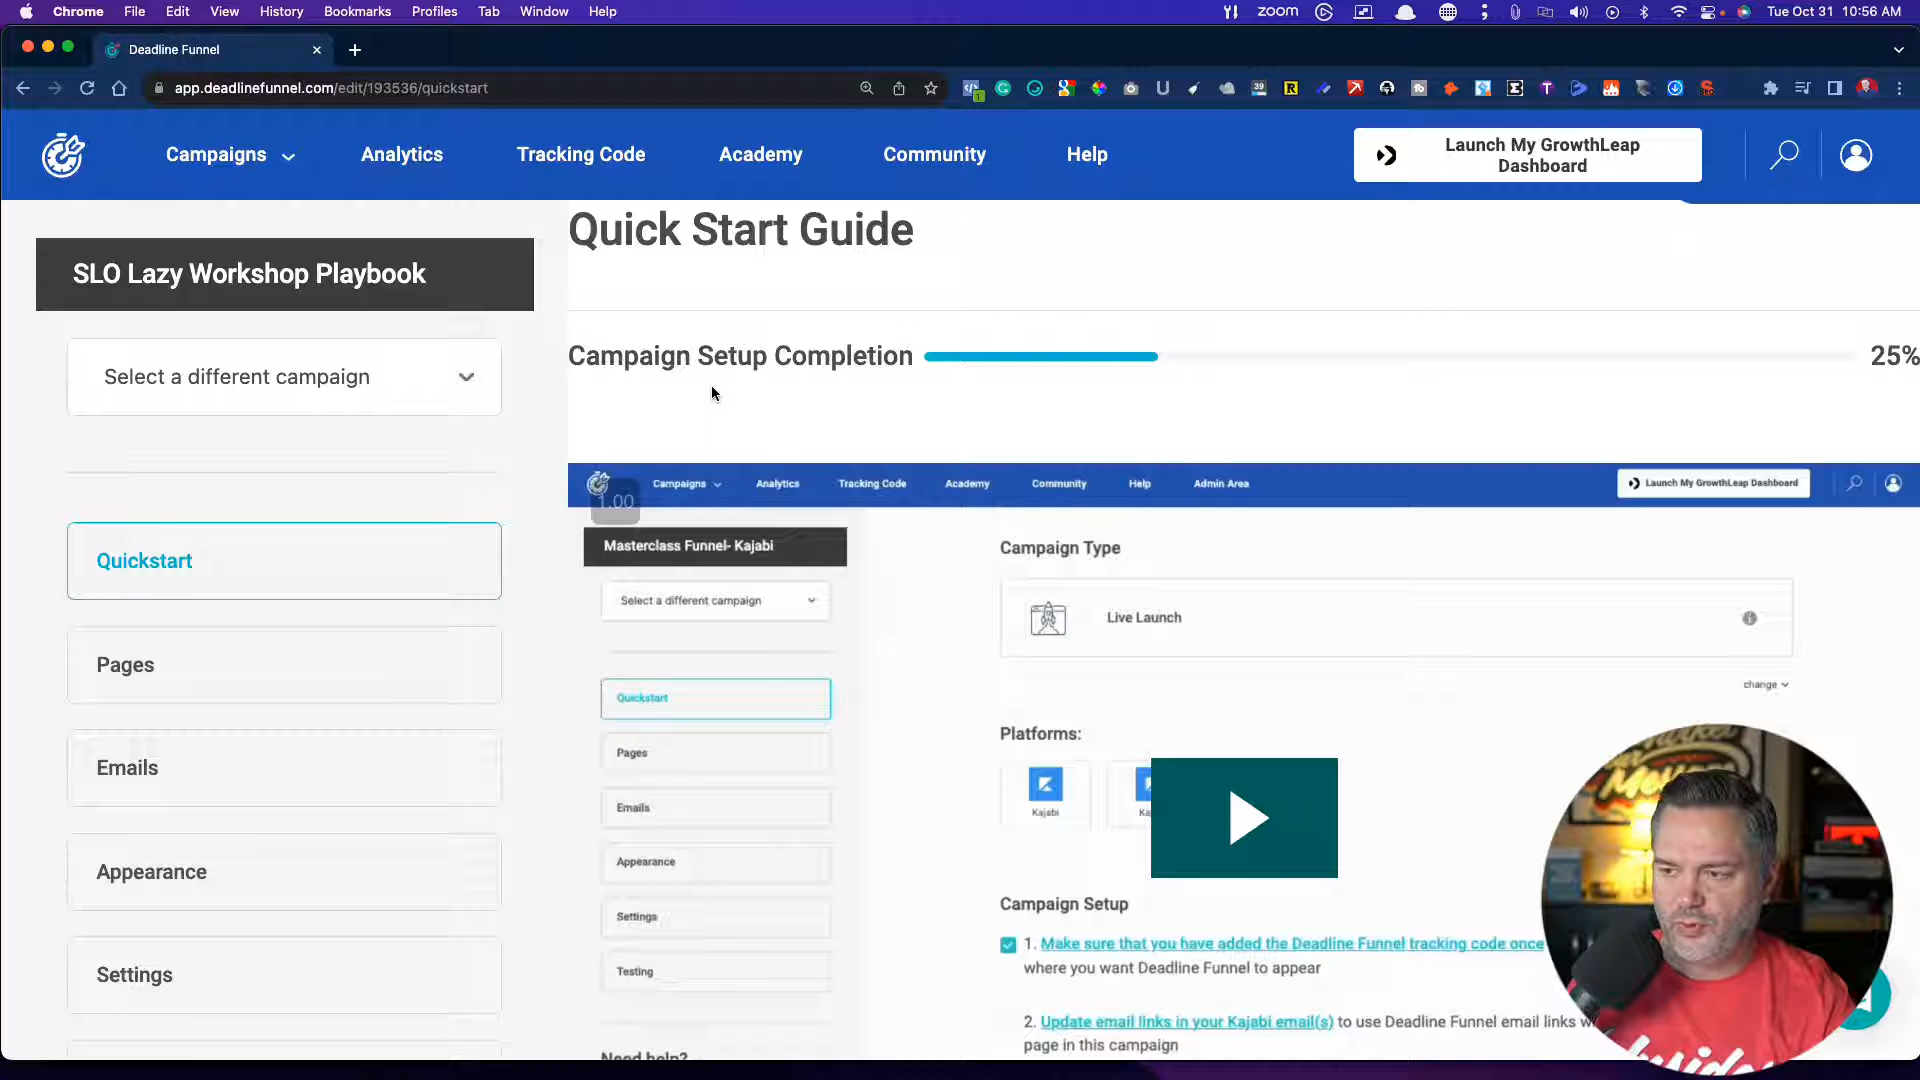 Chrome File Edit View History Bookmarks Profiles Tab Window Help
zoom
Tue Oct 31 10:56 AM
Deadline Funnel
app.deadlinefunnel.com/edit/193536/quickstart
39
1
Campaigns
Analytics
Tracking Code
Academy
Community
Help
Launch My GrowthLeap
Dashboard
SLO Lazy Workshop Playbook
Select a different campaign
Quickstart
Pages
Emails
Appearance
Settings
Quick Start Guide
Campaign Setup Completion
25%
Campaigns
Analytics
Tracking Code
Academy
Community
Help
Admin Area
Launch My GrowthLeap Dashboard
1.00
Masterclass Funnel- Kajabi
Select a different campaign
Quickstart
Pages
Emails
Appearance
Settings
Testing
Need help?
Campaign Type
Live Launch
change
Platforms:
Kajabi
Campaign Setup
1. Make sure that you have added the Deadline Funnel tracking code once
where you want Deadline Funnel to appear
2. Update email links in your Kajabi email(s) to use Deadline Funnel email links
page in this campaign